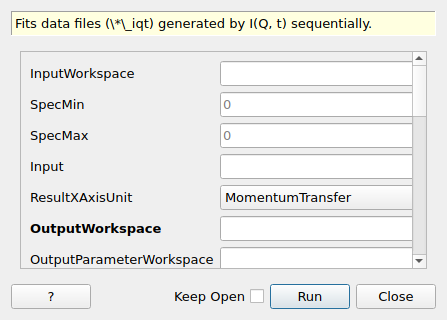 Fits data files (\*\_iqt) generated by I(Q, t) sequentially.
InputWorkspace
SpecMin 0
SpecMax 0
Input
ResultXAxisUnit MomentumTransfer
OutputWorkspace
OutputParameterWorkspace
? Keep Open Run Close